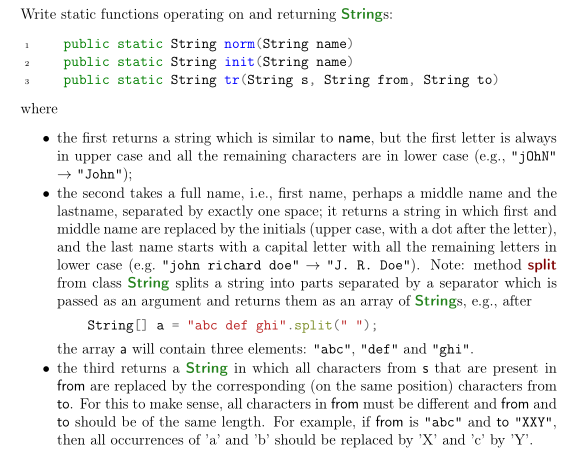 Write static functions operating on and returning Strings:
1 public static String norm(String name)
2 public static String init(String name)
3 public static String tr(String s, String from, String to)
where
• the first returns a string which is similar to name, but the first letter is always
in upper case and all the remaining characters are in lower case (e.g., "jOhN"
→ "John");
• the second takes a full name, i.e., first name, perhaps a middle name and the
lastname, separated by exactly one space; it returns a string in which first and
middle name are replaced by the initials (upper case, with a dot after the letter),
and the last name starts with a capital letter with all the remaining letters in
lower case (e.g. "john richard doe" → "J. R. Doe"). Note: method split
from class String splits a string into parts separated by a separator which is
passed as an argument and returns them as an array of Strings, e.g., after
String[] a = "abc def ghi".split(" ");
the array a will contain three elements: "abc", "def" and "ghi".
• the third returns a String in which all characters from s that are present in
from are replaced by the corresponding (on the same position) characters from
to. For this to make sense, all characters in from must be different and from and
to should be of the same length. For example, if from is "abc" and to "XXY",
then all occurrences of 'a' and 'b' should be replaced by 'X' and 'c' by 'Y'.